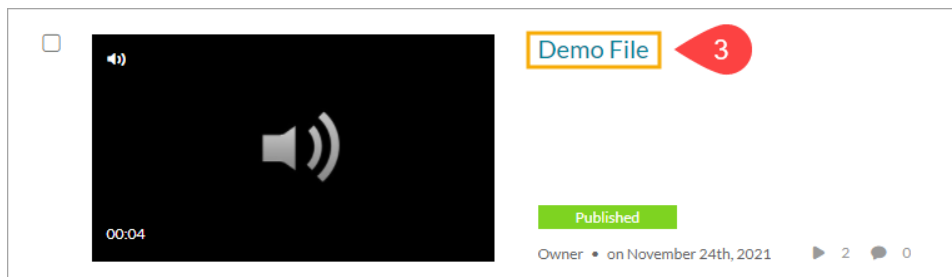 Demo File
3
00:04
Published
Owner • on November 24th, 2021 2 0